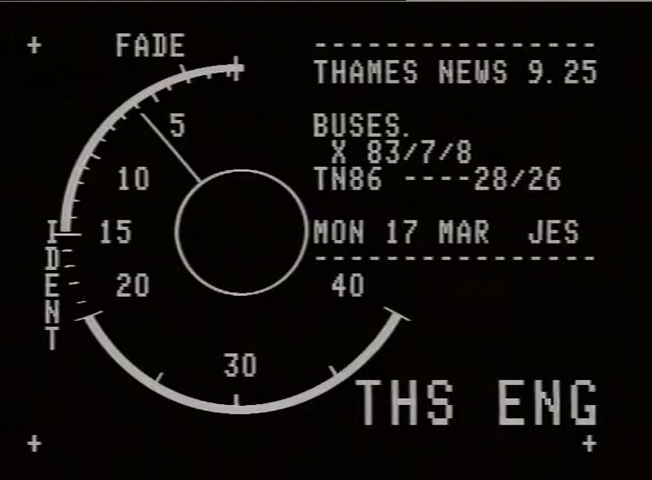 FADE
----------------
THAMES NEWS 9.25
5
BUSES.
X 83/7/8
10
TN86 ----28/26
IDENT
15
MON 17 MAR JES
----------------
20
40
30
THS ENG